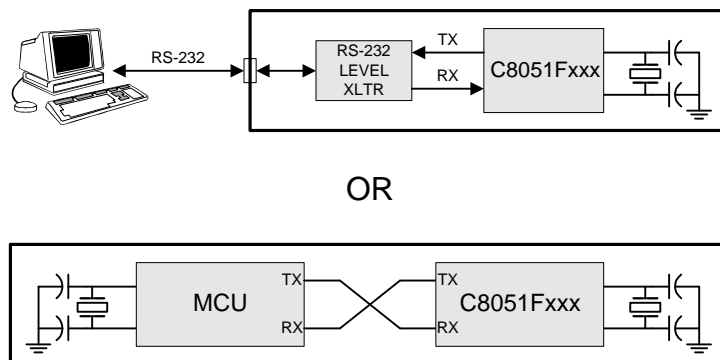 RS-232
RS-232
LEVEL
XLTR
TX
RX
C8051Fxxx
OR
MCU
TX
RX
TX
RX
C8051Fxxx